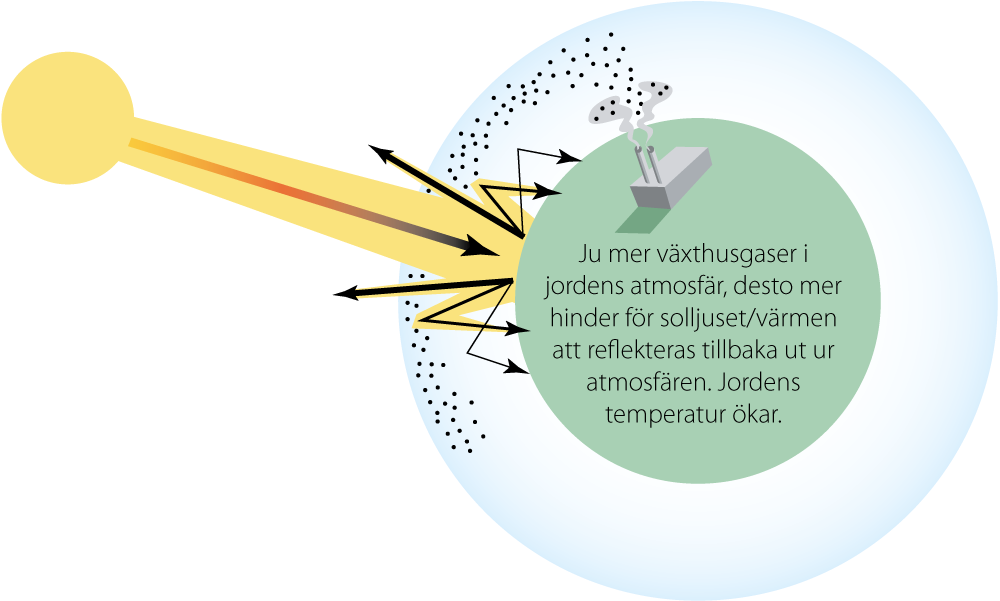 Ju mer växthusgaser i
jordens atmosfär, desto mer
hinder för solljuset/värmen
att reflekteras tillbaka ut ur
atmosfären. Jordens
temperatur ökar.